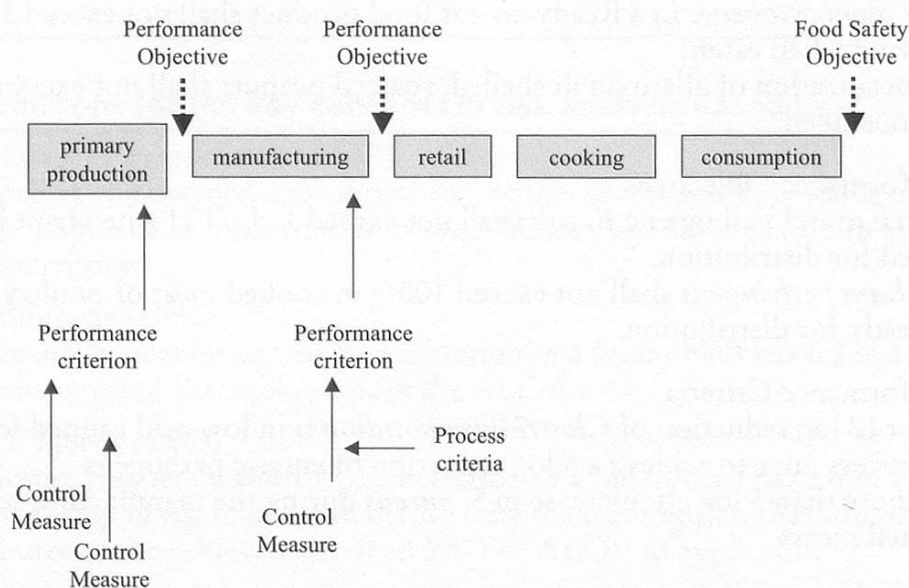 Performance
Objective
Performance
Objective
Food Safety
Objective
primary
production
manufacturing
retail
cooking
consumption
Performance
criterion
Performance
criterion
Process
criteria
Control
Measure
Control
Measure
Control
Measure